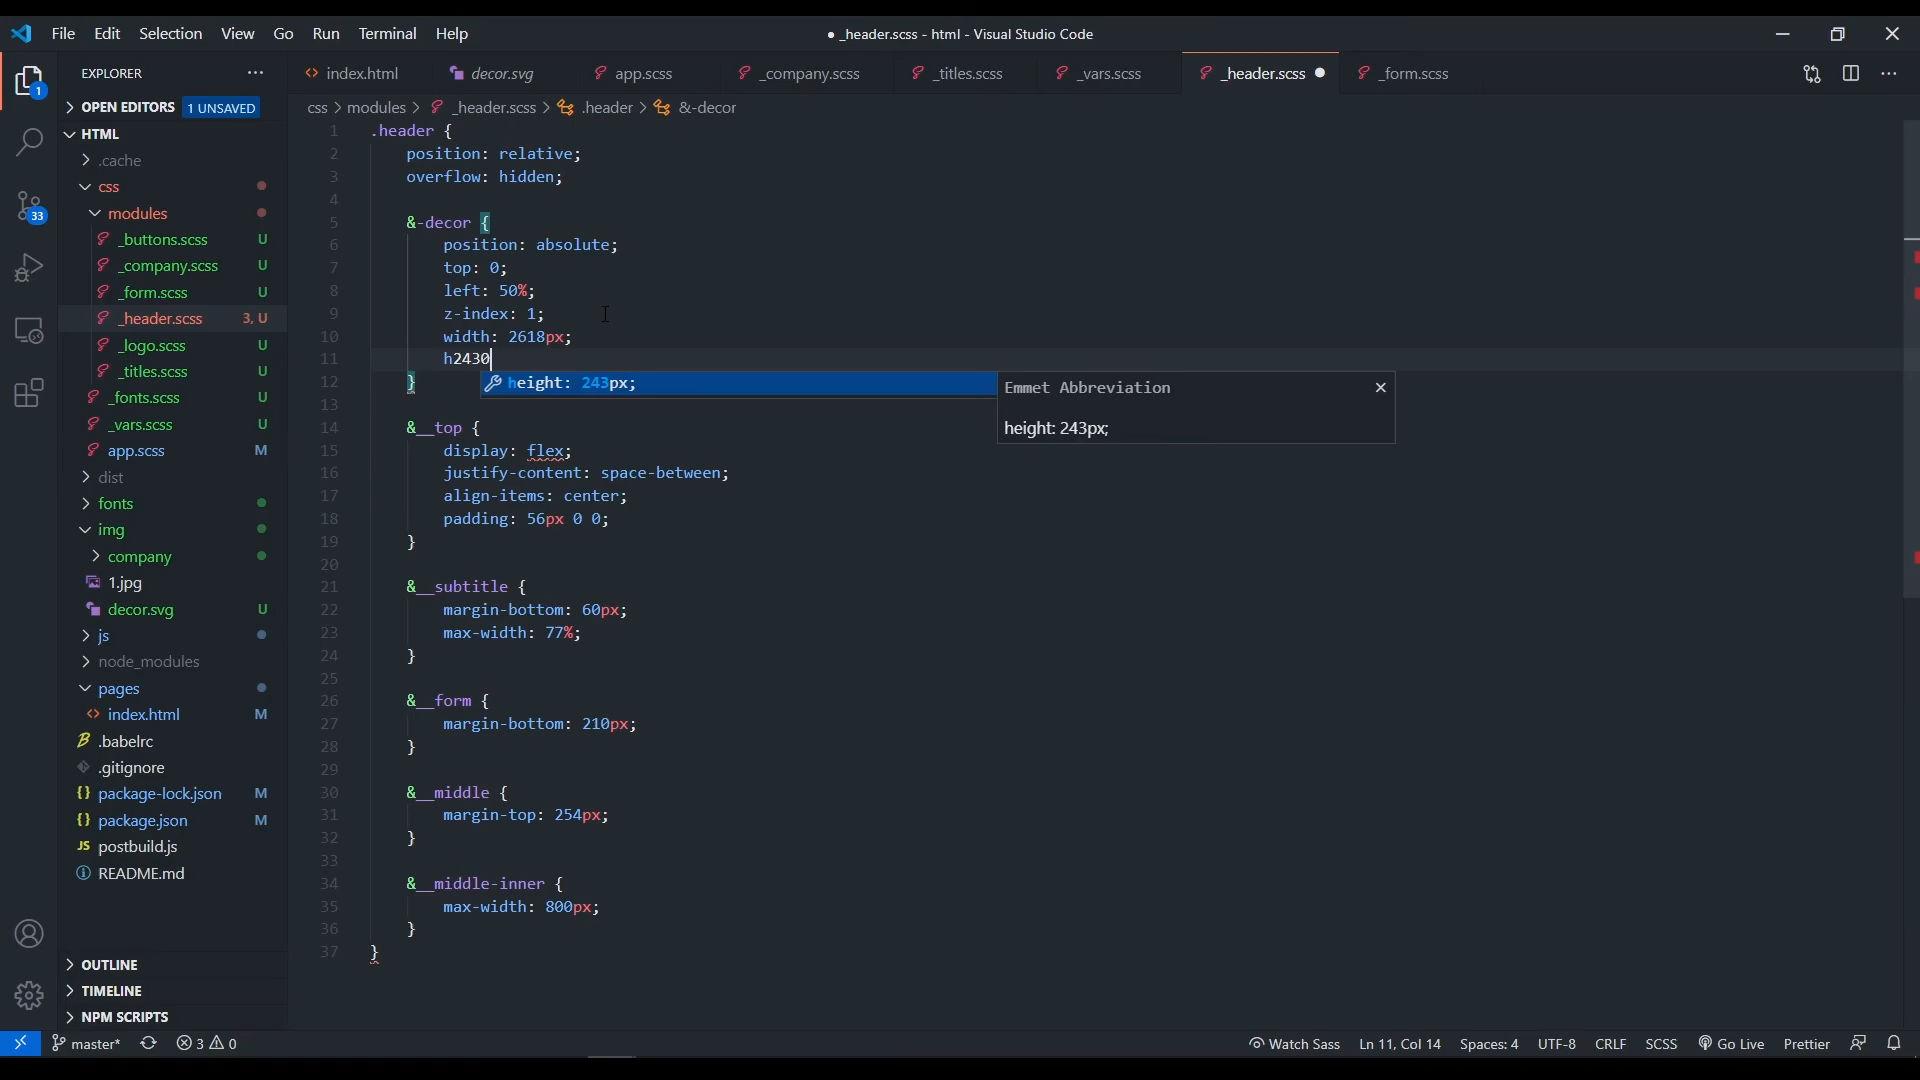 File Edit Selection View Go Run Terminal Help
● _header.scss - html - Visual Studio Code
EXPLORER
index.html decor.svg app.scss _company.scss _titles.scss _vars.scss _header.scss _form.scss
OPEN EDITORS 1 UNSAVED
css > modules > _header.scss > .header > &-decor
HTML
.cache
css
modules
_buttons.scss U
_company.scss U
_form.scss U
_header.scss 3, U
_logo.scss U
_titles.scss U
_fonts.scss U
_vars.scss U
app.scss M
dist
fonts
img
company
1.jpg
decor.svg U
js
node_modules
pages
index.html M
.babelrc
.gitignore
package-lock.json M
package.json M
postbuild.js
README.md
OUTLINE
TIMELINE
NPM SCRIPTS
1
33
1 .header {
2 position: relative;
3 overflow: hidden;
4
5 &-decor {
6 position: absolute;
7 top: 0;
8 left: 50%;
9 z-index: 1;
10 width: 2618px;
11 h2430
12 }
height: 243px;
Emmet Abbreviation
height: 243px;
13
14 &__top {
15 display: flex;
16 justify-content: space-between;
17 align-items: center;
18 padding: 56px 0 0;
19 }
20
21 &__subtitle {
22 margin-bottom: 60px;
23 max-width: 77%;
24 }
25
26 &__form {
27 margin-bottom: 210px;
28 }
29
30 &__middle {
31 margin-top: 254px;
32 }
33
34 &__middle-inner {
35 max-width: 800px;
36 }
37 }
master* 3 0 Watch Sass Ln 11, Col 14 Spaces: 4 UTF-8 CRLF SCSS Go Live Prettier